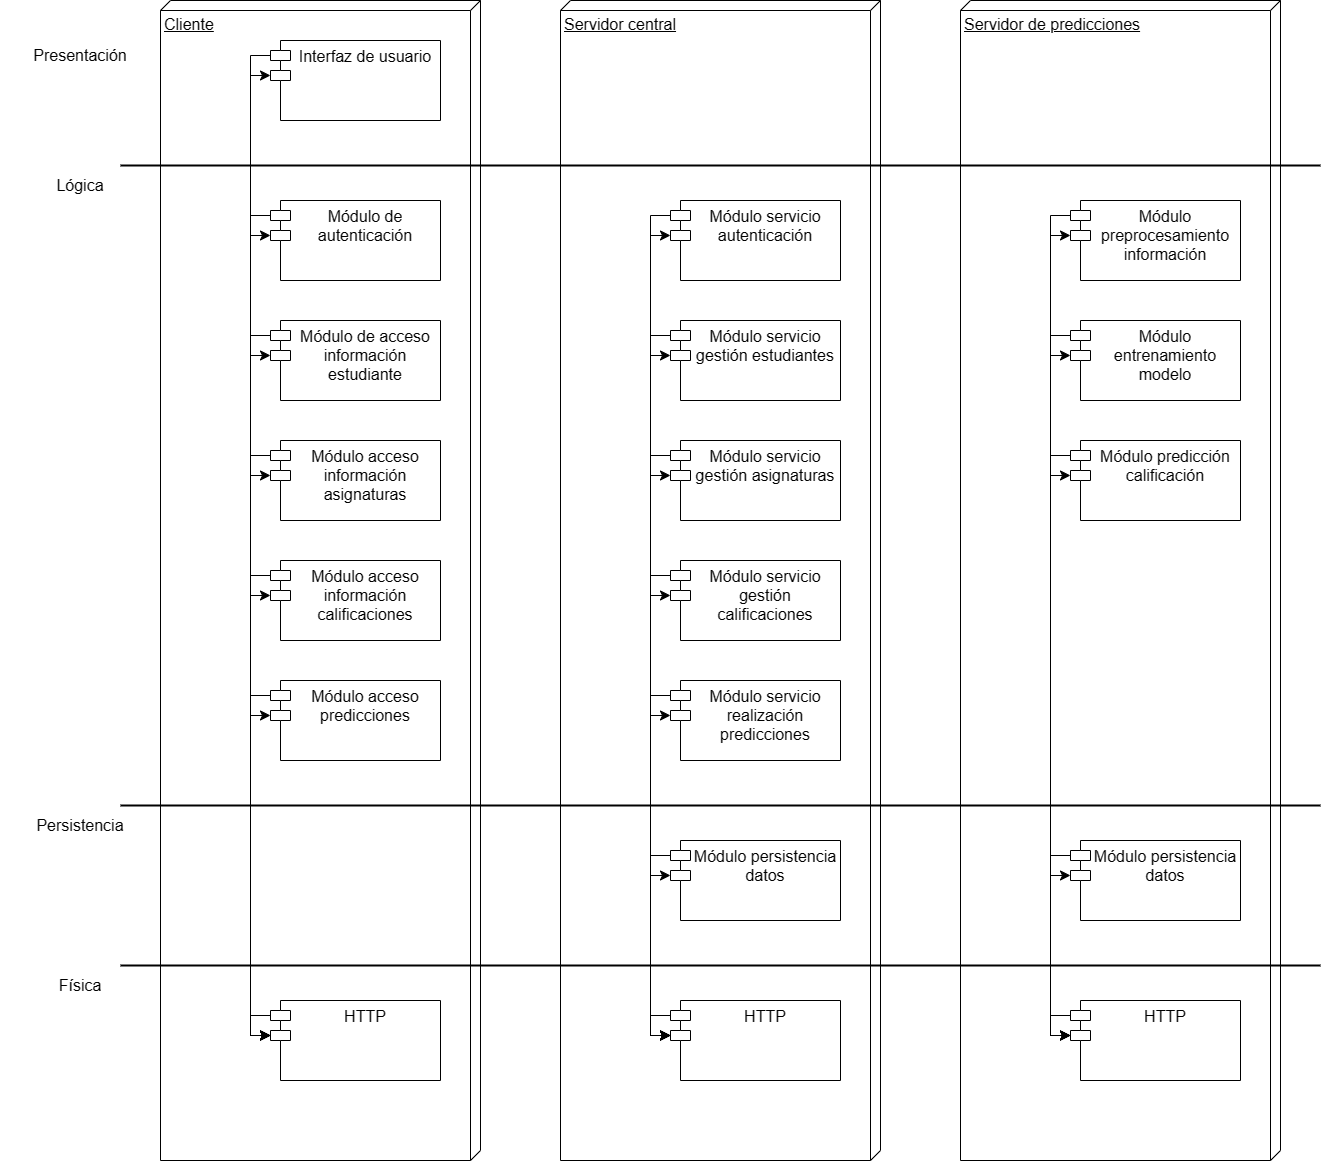 Cliente
Servidor central
Servidor de predicciones
Presentación
Interfaz de usuario
Lógica
Módulo de
autenticación
Módulo servicio
autenticación
Módulo
preprocesamiento
información
Módulo de acceso
información
estudiante
Módulo servicio
gestión estudiantes
Módulo
entrenamiento
modelo
Módulo acceso
información
asignaturas
Módulo servicio
gestión asignaturas
Módulo predicción
calificación
Módulo acceso
información
calificaciones
Módulo servicio
gestión
calificaciones
Módulo acceso
predicciones
Módulo servicio
realización
predicciones
Persistencia
Módulo persistencia
datos
Módulo persistencia
datos
Física
HTTP
HTTP
HTTP